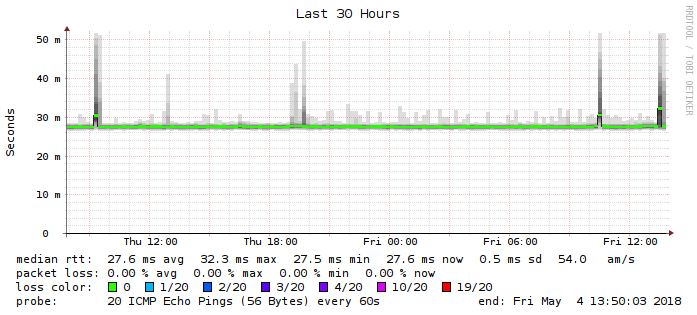 Last 30 Hours
RRDTOOL / TOBI OETIKER
Seconds
50 m
40 m
30 m
20 m
10 m
0
Thu 12:00 Thu 18:00 Fri 00:00 Fri 06:00 Fri 12:00
median rtt: 27.6 ms avg 32.3 ms max 27.5 ms min 27.6 ms now 0.5 ms sd 54.0 am/s
packet loss: 0.00 % avg 0.00 % max 0.00 % min 0.00 % now
loss color: 0 1/20 2/20 3/20 4/20 10/20 19/20
probe: 20 ICMP Echo Pings (56 Bytes) every 60s end: Fri May 4 13:50:03 2018